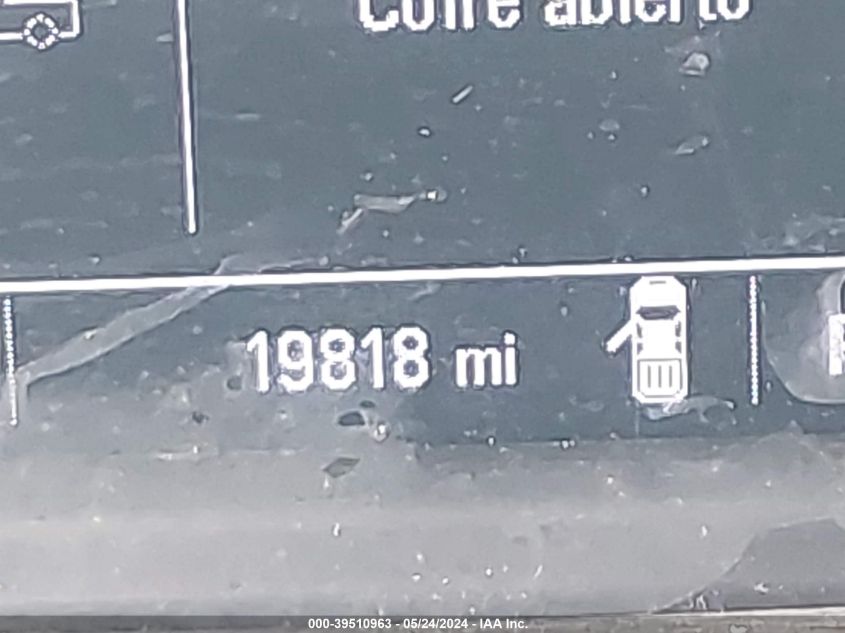 Cofre abierto
19818 mi
000-39510963 - 05/24/2024 - IAA Inc.